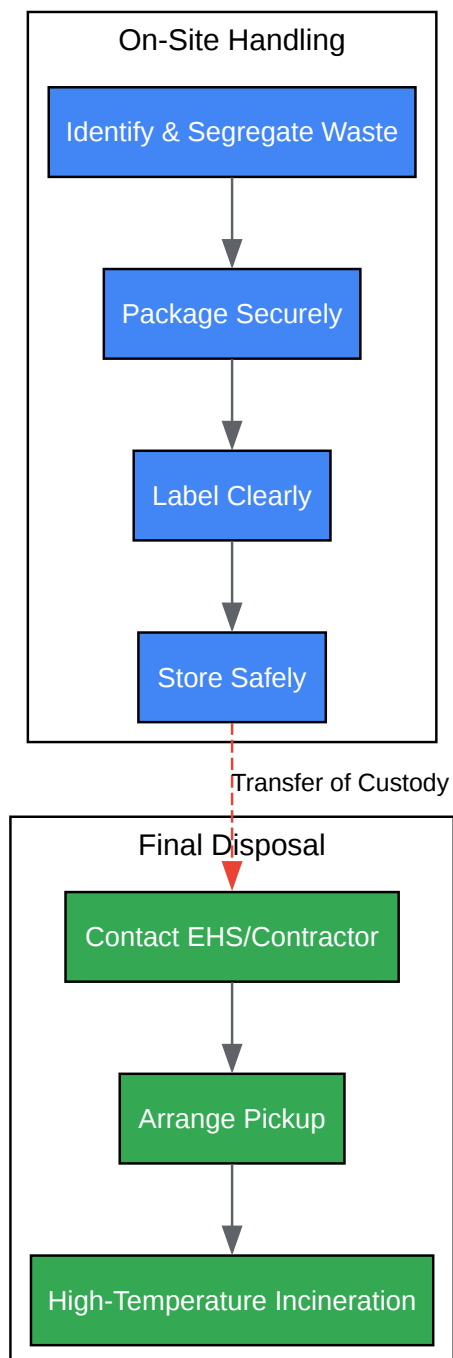 On-Site Handling
Identify & Segregate Waste
Package Securely
Label Clearly
Store Safely
Transfer of Custody
Final Disposal
Contact EHS/Contractor
Arrange Pickup
High-Temperature Incineration